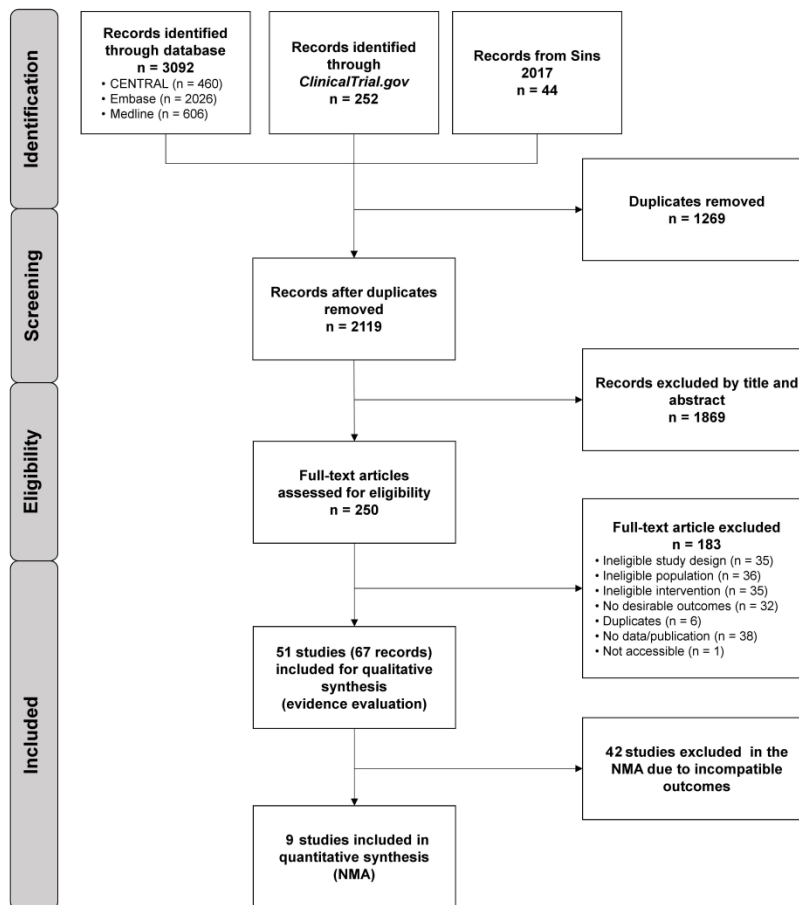 Identification
Records identified
through database
n = 3092
• CENTRAL (n = 460)
• Embase (n = 2026)
• Medline (n = 606)
Records identified
through
ClinicalTrial.gov
n = 252
Records from Sins
2017
n = 44
Duplicates removed
n = 1269
Screening
Records after duplicates
removed
n = 2119
Records excluded by title and
abstract
n = 1869
Eligibility
Full-text articles
assessed for eligibility
n = 250
Full-text article excluded
n = 183
• Ineligible study design (n = 35)
• Ineligible population (n = 36)
• Ineligible intervention (n = 35)
• No desirable outcomes (n = 32)
• Duplicates (n = 6)
• No data/publication (n = 38)
• Not accessible (n = 1)
Included
51 studies (67 records)
included for qualitative
synthesis
(evidence evaluation)
42 studies excluded in the
NMA due to incompatible
outcomes
9 studies included in
quantitative synthesis
(NMA)